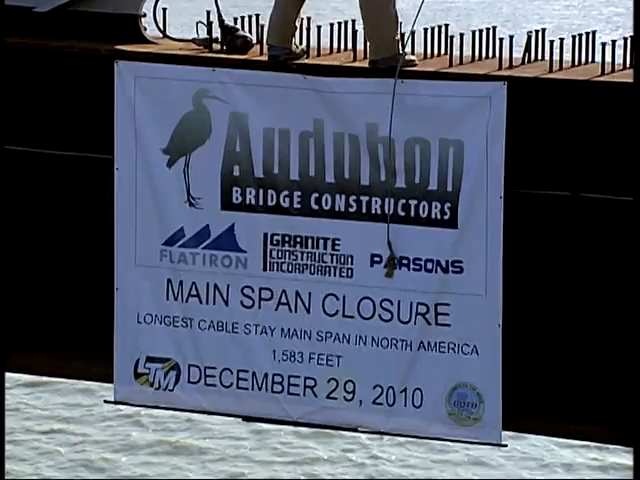 Audubon
BRIDGE CONSTRUCTORS
FLATIRON
GRANITE
CONSTRUCTION
INCORPORATED
PARSONS
MAIN SPAN CLOSURE
LONGEST CABLE STAY MAIN SPAN IN NORTH AMERICA
1,583 FEET
LTM
DECEMBER 29, 2010